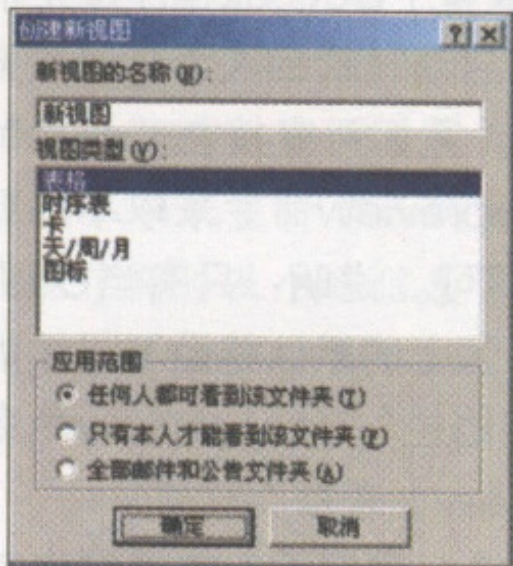 创建新视图
新视图的名称(N):
新视图
视图类型(V):
表格
时序表
卡
天/周/月
图标
应用范围
任何人都可看到该文件夹(T)
只有本人才能看到该文件夹(F)
全部邮件和公告文件夹(A)
确定 取消